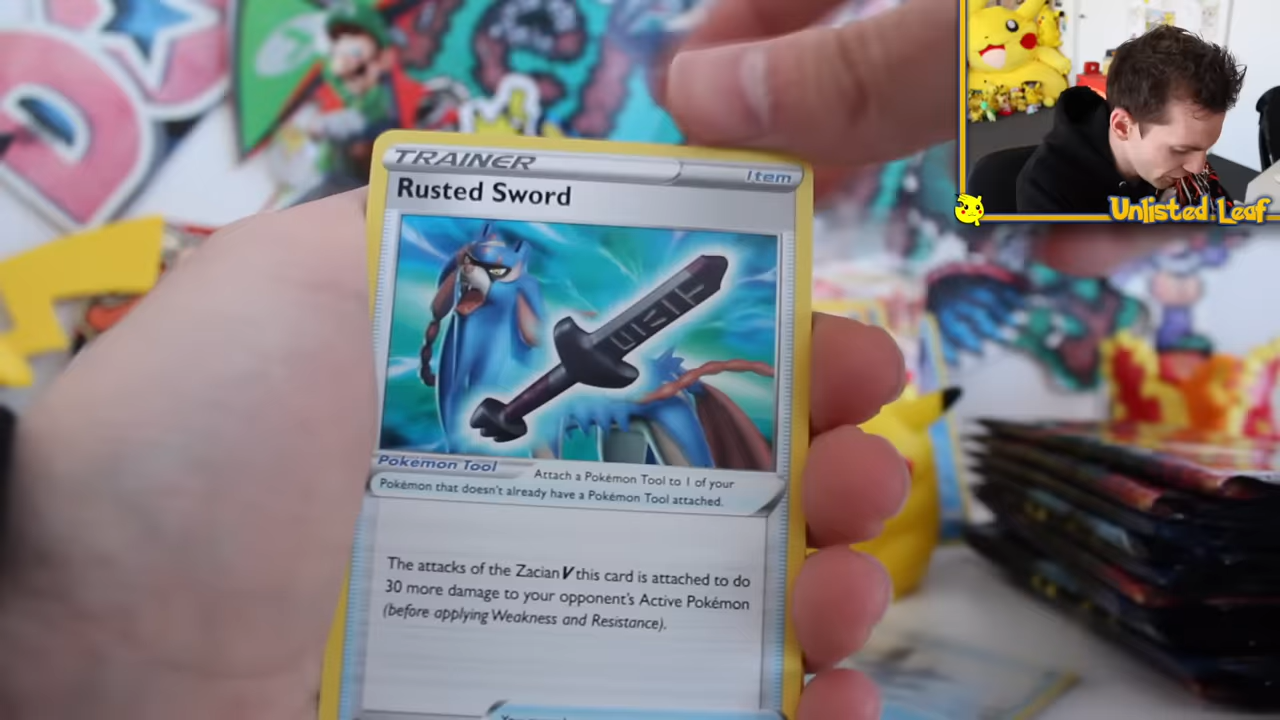 TRAINER
Item
Rusted Sword
Pokémon Tool
Attach a Pokémon Tool to 1 of your
Pokémon that doesn't already have a Pokémon Tool attached.
The attacks of the Zacian V this card is attached to do
30 more damage to your opponent's Active Pokémon
(before applying Weakness and Resistance).
Unlisted Leaf